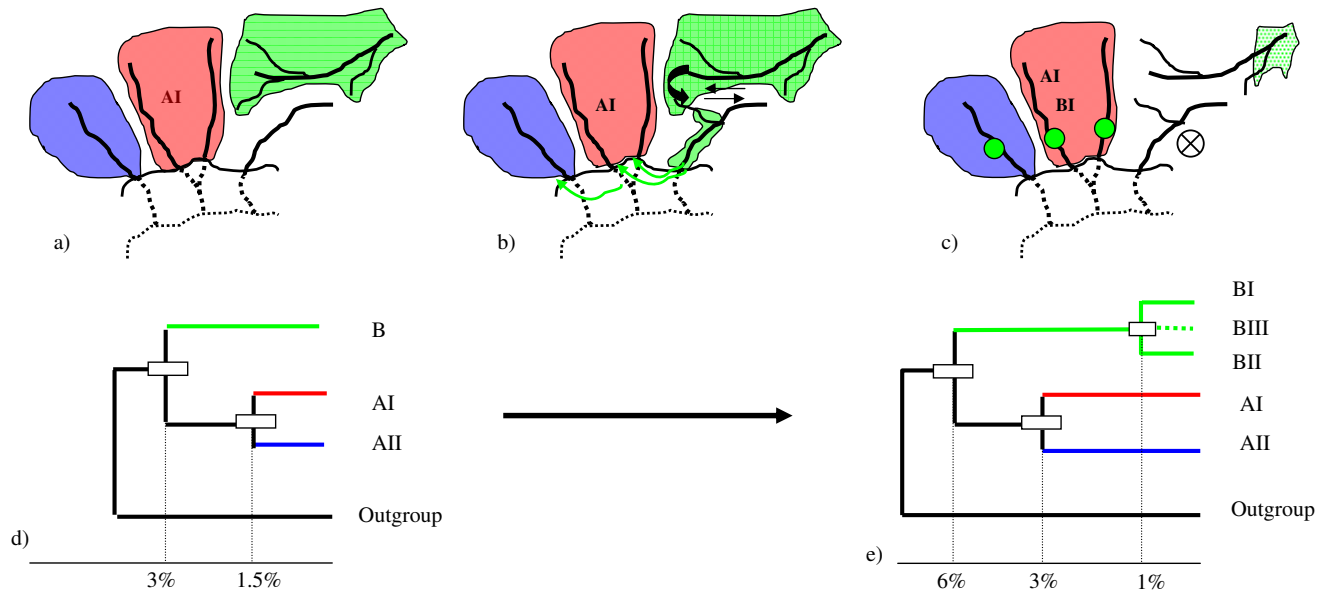 AI
a)
AI
b)
AI
BI
c)
B
AI
AII
Outgroup
d)
3% 1.5%
BI
BIII
BII
AI
AII
Outgroup
e)
6% 3% 1%